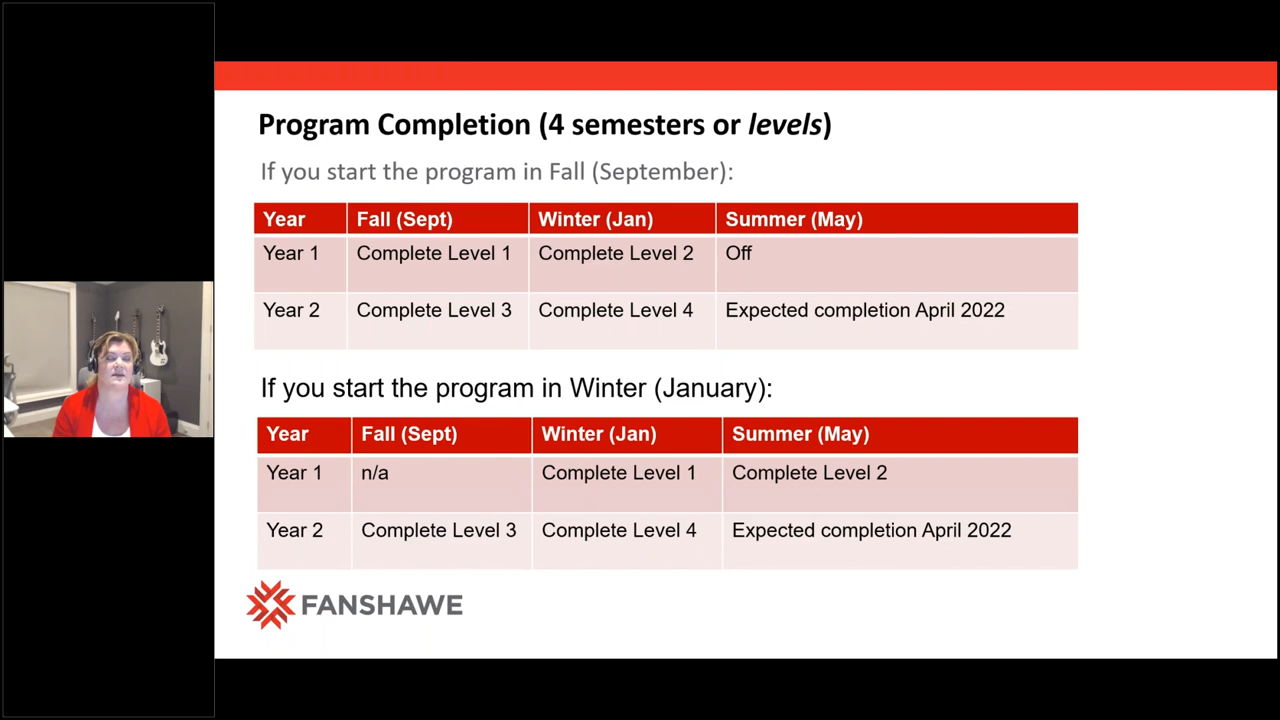 Program Completion (4 semesters or levels)
If you start the program in Fall (September):
Year Fall (Sept) Winter (Jan) Summer (May)
Year 1 Complete Level 1 Complete Level 2 Off
Year 2 Complete Level 3 Complete Level 4 Expected completion April 2022
If you start the program in Winter (January):
Year Fall (Sept) Winter (Jan) Summer (May)
Year 1 n/a Complete Level 1 Complete Level 2
Year 2 Complete Level 3 Complete Level 4 Expected completion April 2022
FANSHAWE